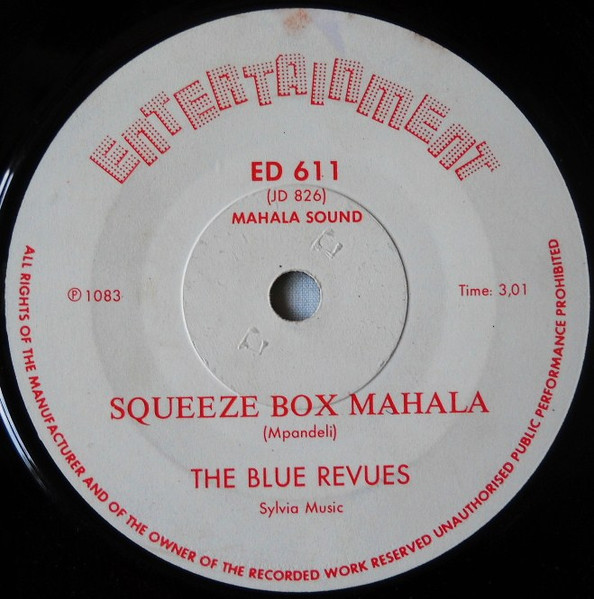 ENTERTAINMENT
ED 611
(JD 826)
MAHALA SOUND
℗ 1083
Time: 3,01
SQUEEZE BOX MAHALA
(Mpandeli)
THE BLUE REVUES
Sylvia Music
ALL RIGHTS OF THE MANUFACTURER AND OF THE OWNER OF THE RECORDED WORK RESERVED UNAUTHORISED PUBLIC PERFORMANCE PROHIBITED